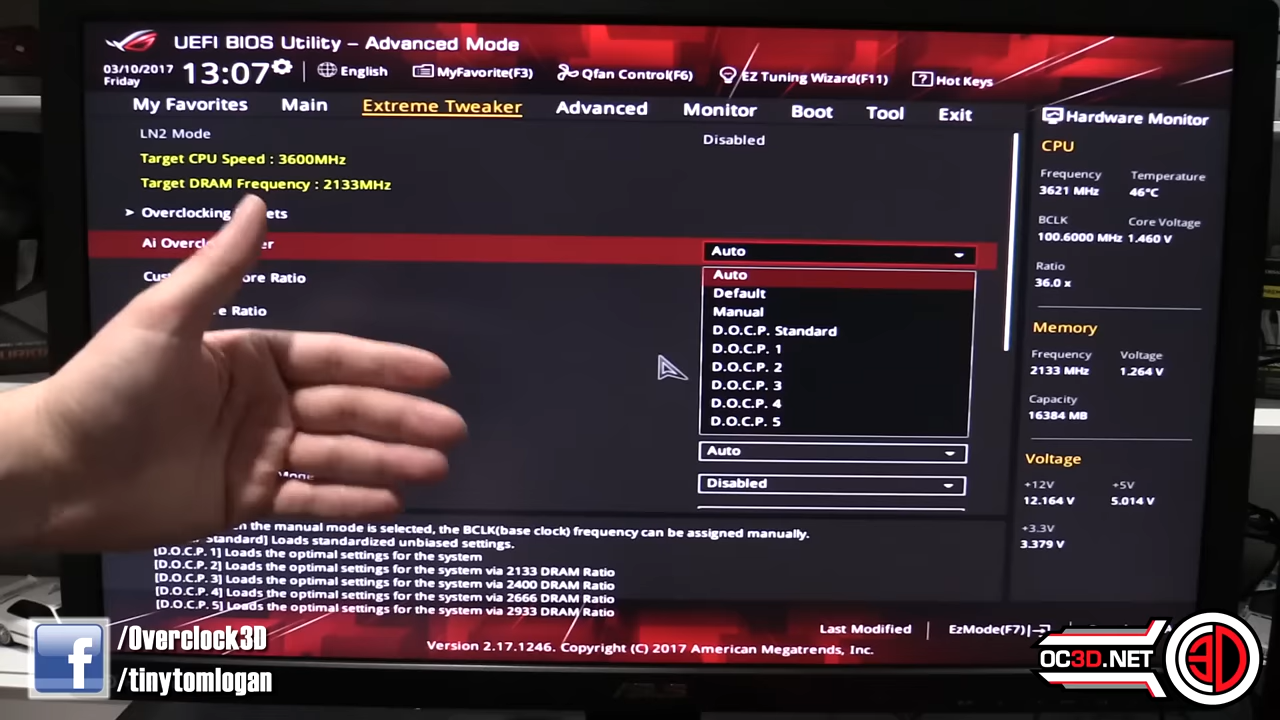 UEFI BIOS Utility – Advanced Mode
03/10/2017
Friday
13:07
English
MyFavorite(F3)
Qfan Control(F6)
EZ Tuning Wizard(F11)
? Hot Keys
My Favorites
Main
Extreme Tweaker
Advanced
Monitor
Boot
Tool
Exit
LN2 Mode
Disabled
Target CPU Speed : 3600MHz
Target DRAM Frequency : 2133MHz
Overclocking
Ai
Auto
Ratio
Ratio
Auto
Default
Manual
D.O.C.P. Standard
D.O.C.P. 1
D.O.C.P. 2
D.O.C.P. 3
D.O.C.P. 4
D.O.C.P. 5
Auto
Disabled
the manual mode is selected, the BCLK(base clock) frequency can be assigned manually.
Standard] Loads standardized unbiased settings.
[D.O.C.P. 1] Loads the optimal settings for the system
[D.O.C.P. 2] Loads the optimal settings for the system via 2133 DRAM Ratio
[D.O.C.P. 3] Loads the optimal settings for the system via 2400 DRAM Ratio
[D.O.C.P. 4] Loads the optimal settings for the system via 2666 DRAM Ratio
[D.O.C.P. 5] Loads the optimal settings for the system via 2933 DRAM Ratio
Hardware Monitor
CPU
Frequency Temperature
3621 MHz 46°C
BCLK Core Voltage
100.6000 MHz 1.460 V
Ratio
36.0 x
Memory
Frequency Voltage
2133 MHz 1.264 V
Capacity
16384 MB
Voltage
+12V +5V
12.164 V 5.014 V
+3.3V
3.379 V
Last Modified
EzMode(F7)
Version 2.17.1246. Copyright (C) 2017 American Megatrends, Inc.
f
/Overclock3D
/tinytomlogan
OC3D.NET
3D